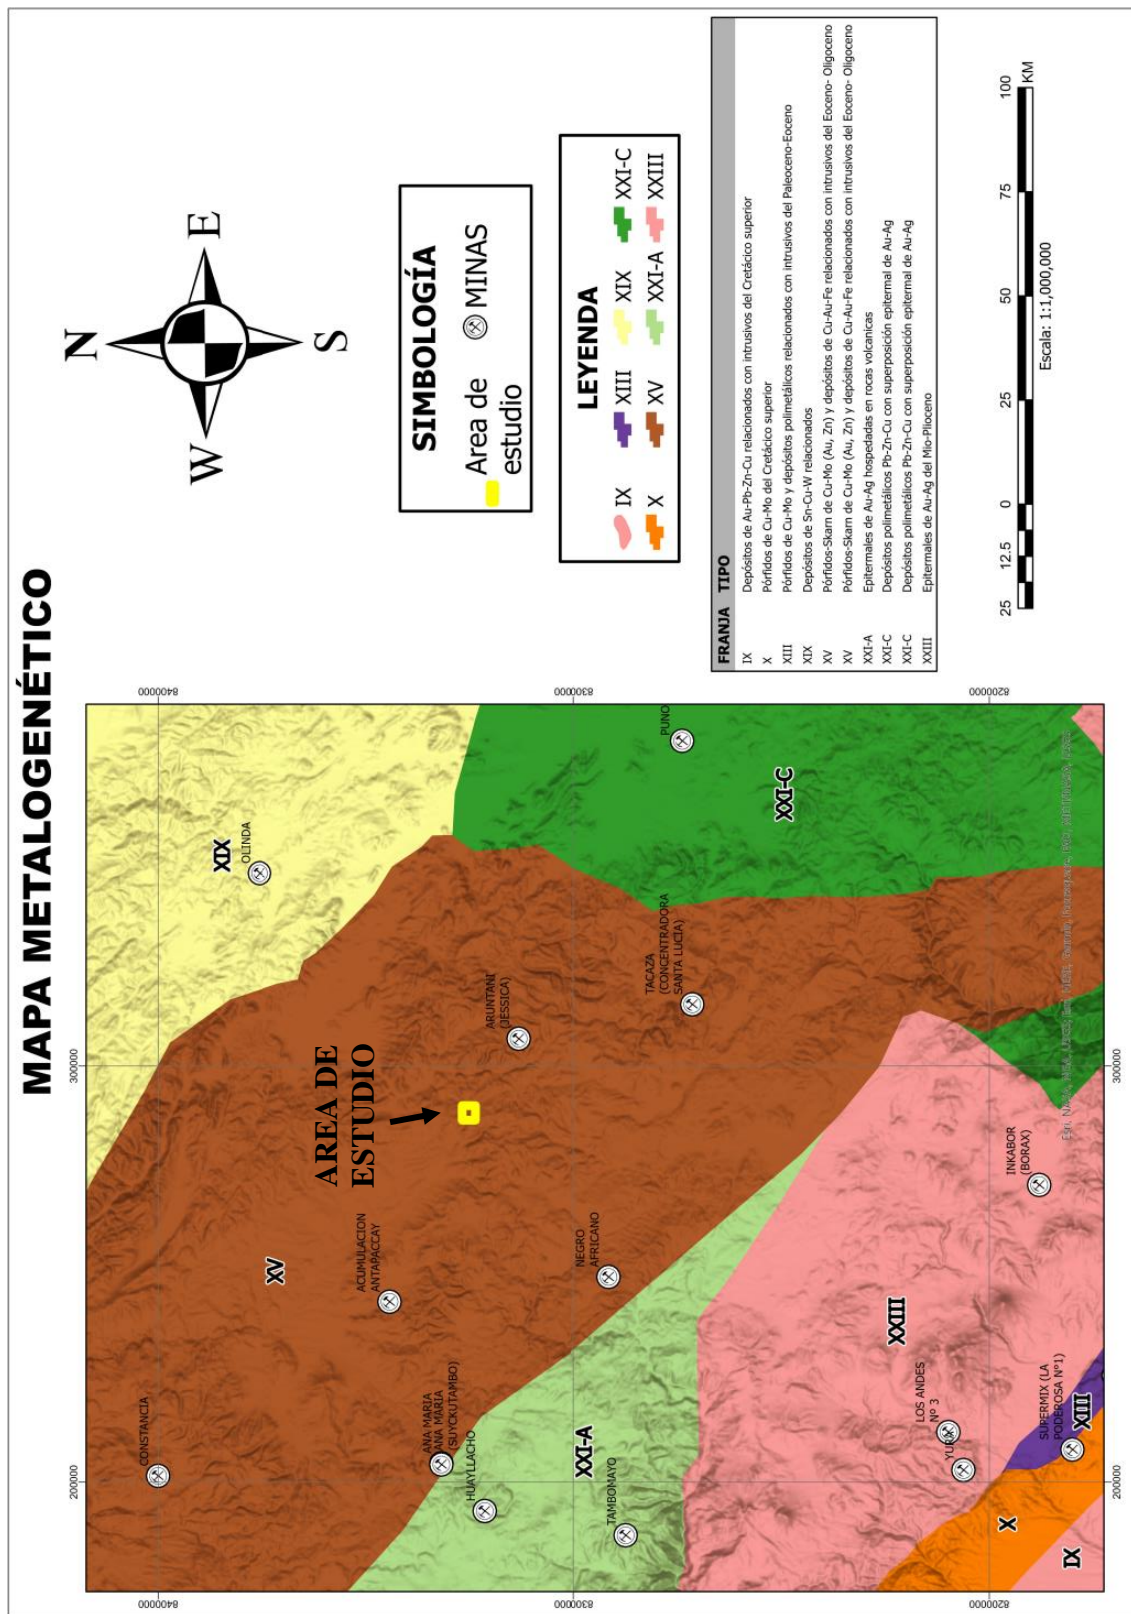 MAPA METALOGENÉTICO
8400000
8300000
8200000
300000
200000
XIX
OLINDA
PUNO
XXI-C
CONSTANCIA
XV
ACUMULACION
ANTAPACCAY
AREA DE
ESTUDIO
ARUNTANI
(JESSICA)
TACAZA
(CONCENTRADORA
SANTA LUCIA)
NEGRO
AFRICANO
ANA MARIA
ANA MARIA
(SUYCKUTAMBO)
HUAYLLACHO
XXI-A
TAMBOMAYO
INKABOR
(BORAX)
XXIII
LOS ANDES
Nº 3
YURA
SUPERMIX (LA
PODEROSA N°1)
XIII
X
IX
300000
200000
8400000
8300000
8200000
N
W
E
S
SIMBOLOGÍA
Area de
estudio
MINAS
LEYENDA
IX
XIII
XIX
XXI-C
X
XV
XXI-A
XXIII
FRANJA TIPO
IX Depósitos de Au-Pb-Zn-Cu relacionados con intrusivos del Cretácico superior
X Pórfidos de Cu-Mo del Cretácico superior
XIII Pórfidos de Cu-Mo y depósitos polimetálicos relacionados con intrusivos del Paleoceno-Eoceno
XIX Depósitos de Sn-Cu-W relacionados
XV Pórfidos-Skarn de Cu-Mo (Au, Zn) y depósitos de Cu-Au-Fe relacionados con intrusivos del Eoceno- Oligoceno
XV Pórfidos-Skarn de Cu-Mo (Au, Zn) y depósitos de Cu-Au-Fe relacionados con intrusivos del Eoceno- Oligoceno
XXI-A Epitermales de Au-Ag hospedadas en rocas volcanicas
XXI-C Depósitos polimetálicos Pb-Zn-Cu con superposición epitermal de Au-Ag
XXI-C Depósitos polimetálicos Pb-Zn-Cu con superposición epitermal de Au-Ag
XXIII Epitermales de Au-Ag del Mio-Plioceno
25 12.5 0 25 50 75 100
KM
Escala: 1:1,000,000